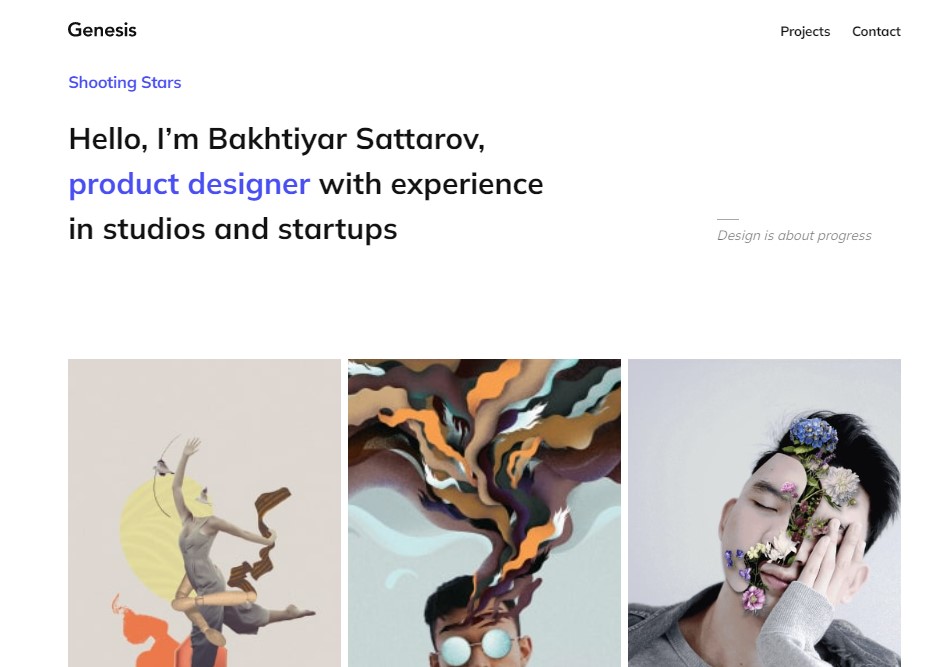 Genesis
Projects
Contact
Shooting Stars
Hello, I’m Bakhtiyar Sattarov,
product designer with experience
in studios and startups
Design is about progress